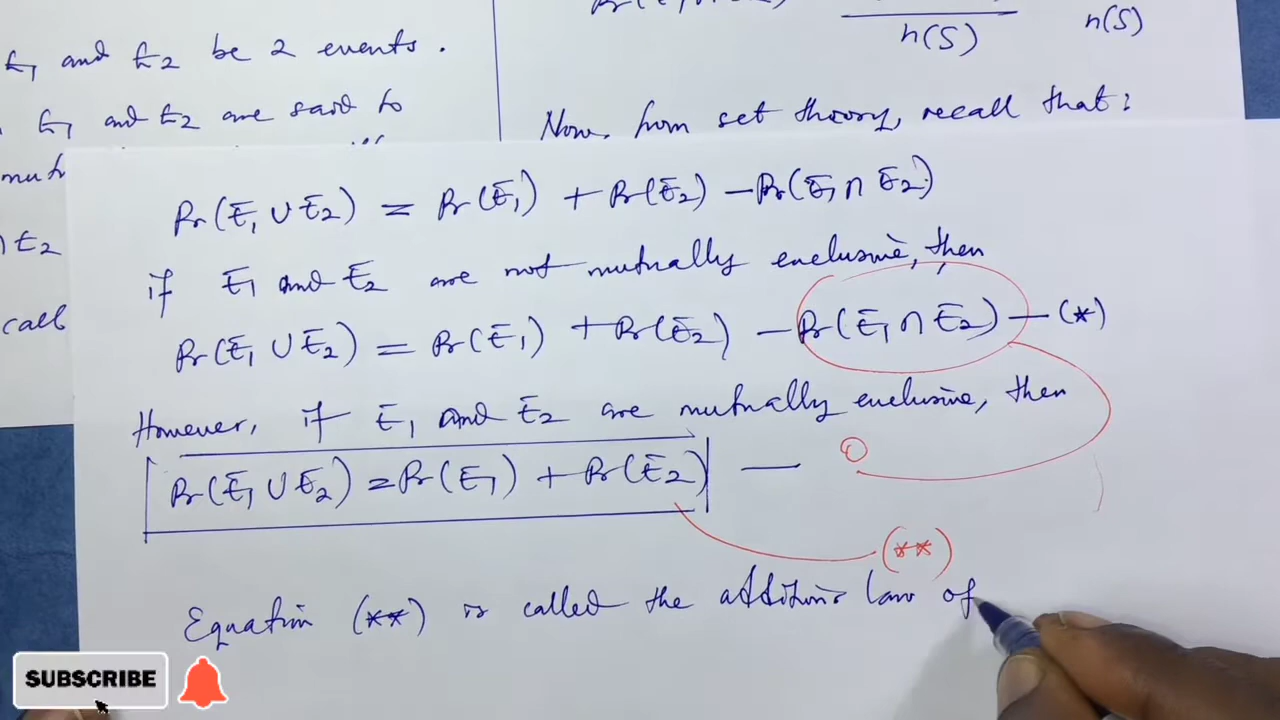 E1 and E2 be 2 events.
E1 and E2 are said to
mut
E2
call
n(S)
n(S)
Now, from set theory, recall that:
Pr(E1 ∪ E2) = Pr(E1) + Pr(E2) - Pr(E1 ∩ E2)
if E1 and E2 are not mutually exclusive, then
Pr(E1 ∪ E2) = Pr(E1) + Pr(E2) - Pr(E1 ∩ E2) — (*)
However, if E1 and E2 are mutually exclusive, then
Pr(E1 ∪ E2) = Pr(E1) + Pr(E2) — 0
(**)
Equation (**) is called the addition law of
SUBSCRIBE